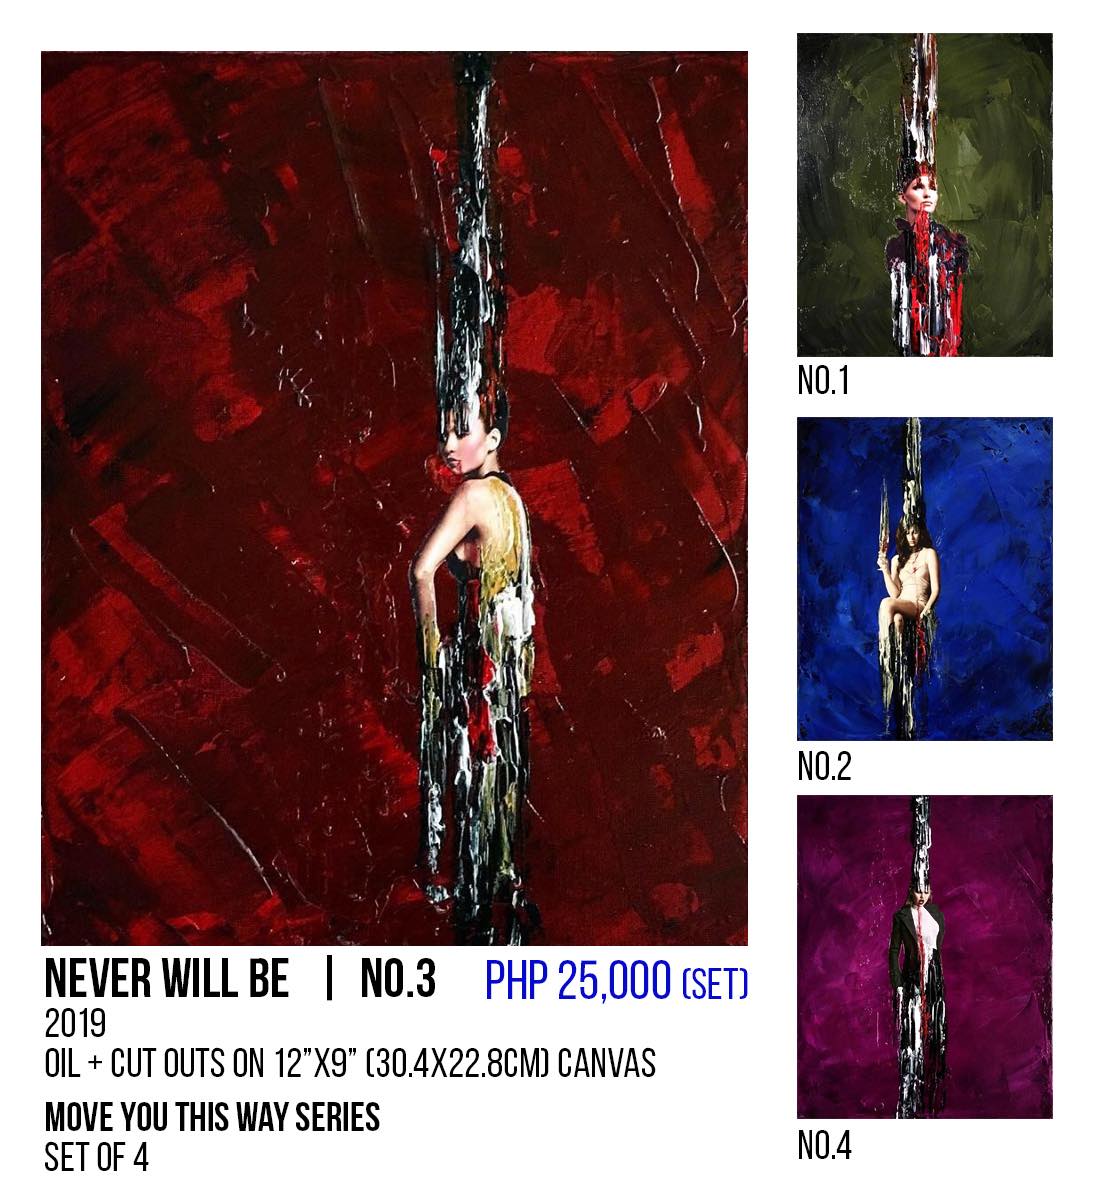 NO.1
NO.2
NO.4
NEVER WILL BE | NO.3 PHP 25,000 (SET)
2019
OIL + CUT OUTS ON 12”X9” (30.4X22.8CM) CANVAS
MOVE YOU THIS WAY SERIES
SET OF 4